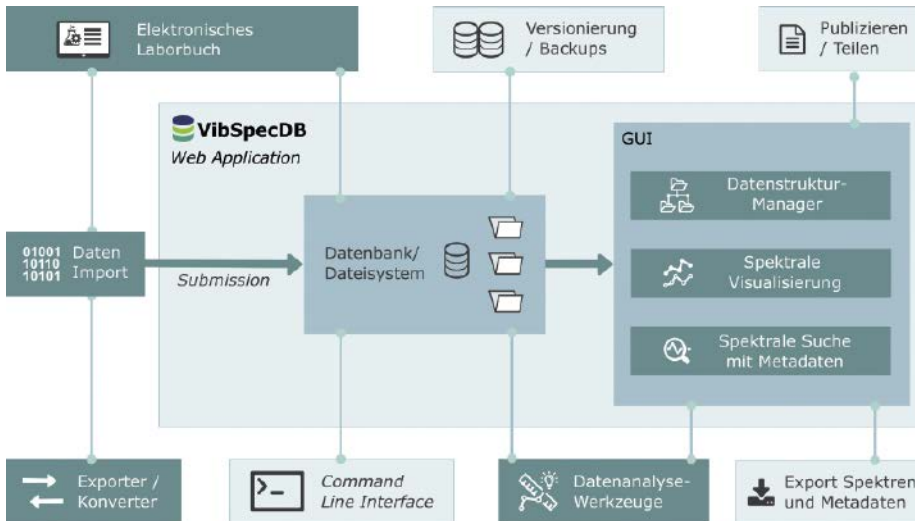 Elektronisches
Laborbuch
Versionierung
/ Backups
Publizieren
/ Teilen
VibSpecDB
Web Application
GUI
Datenstruktur-
Manager
01001
10110
10101
Daten
Import
Submission
Datenbank/
Dateisystem
Spektrale
Visualisierung
Spektrale Suche
mit Metadaten
Exporter /
Konverter
>_
Command
Line Interface
Datenanalyse-
Werkzeuge
Export Spektren
und Metadaten